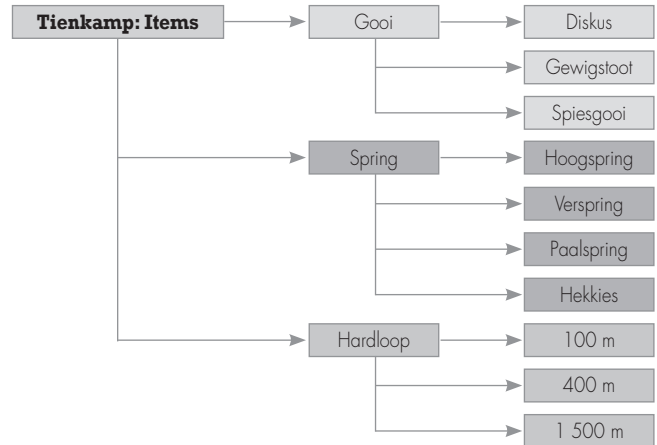 Tienkamp: Items
Gooi
Diskus
Gewigstoot
Spiesgooi
Spring
Hoogspring
Verspring
Paalspring
Hekkies
Hardloop
100 m
400 m
1 500 m